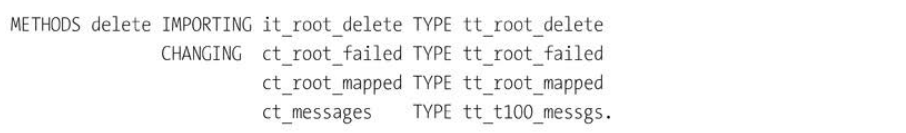 METHODS delete IMPORTING it_root_delete TYPE tt_root_delete
CHANGING ct_root_failed TYPE tt_root_failed
ct_root_mapped TYPE tt_root_mapped
ct_messages TYPE tt_t100_messgs.